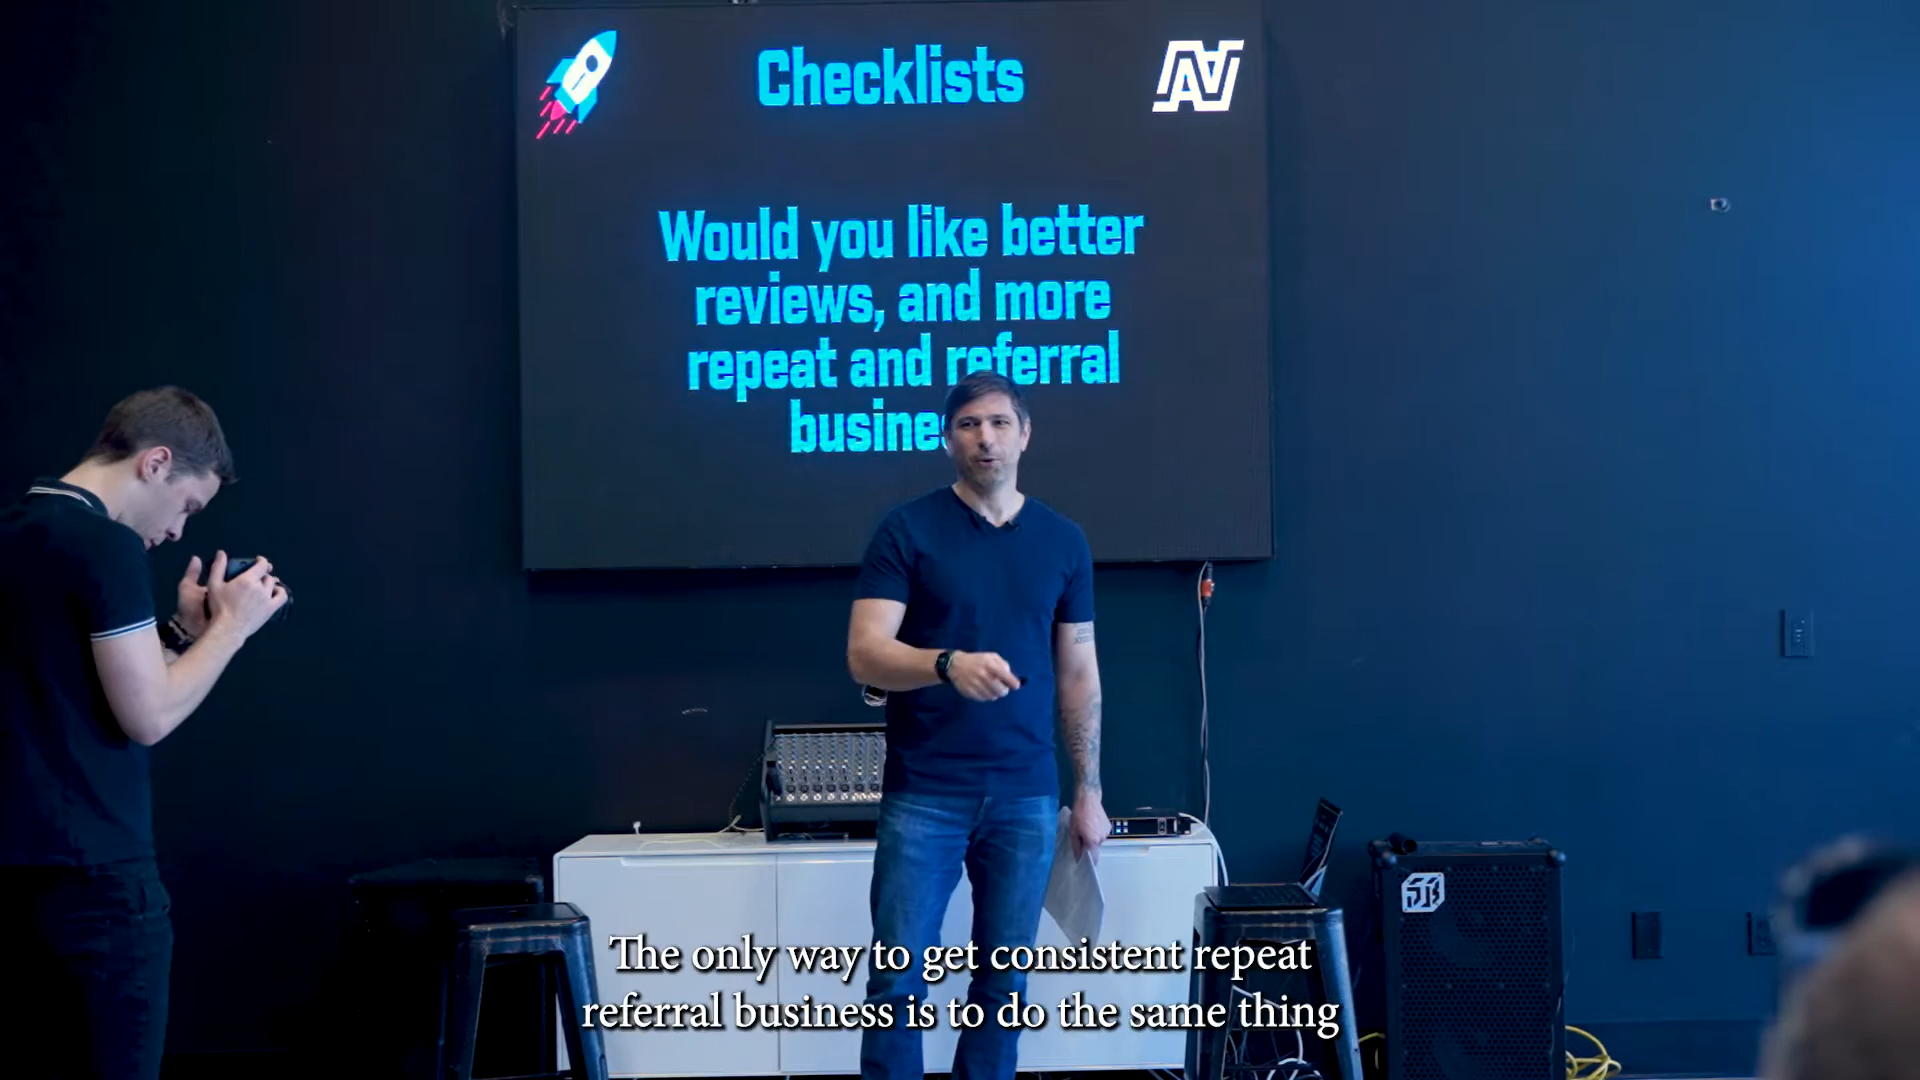 Checklists
Would you like better
reviews, and more
repeat and referral
busine
The only way to get consistent repeat
referral business is to do the same thing